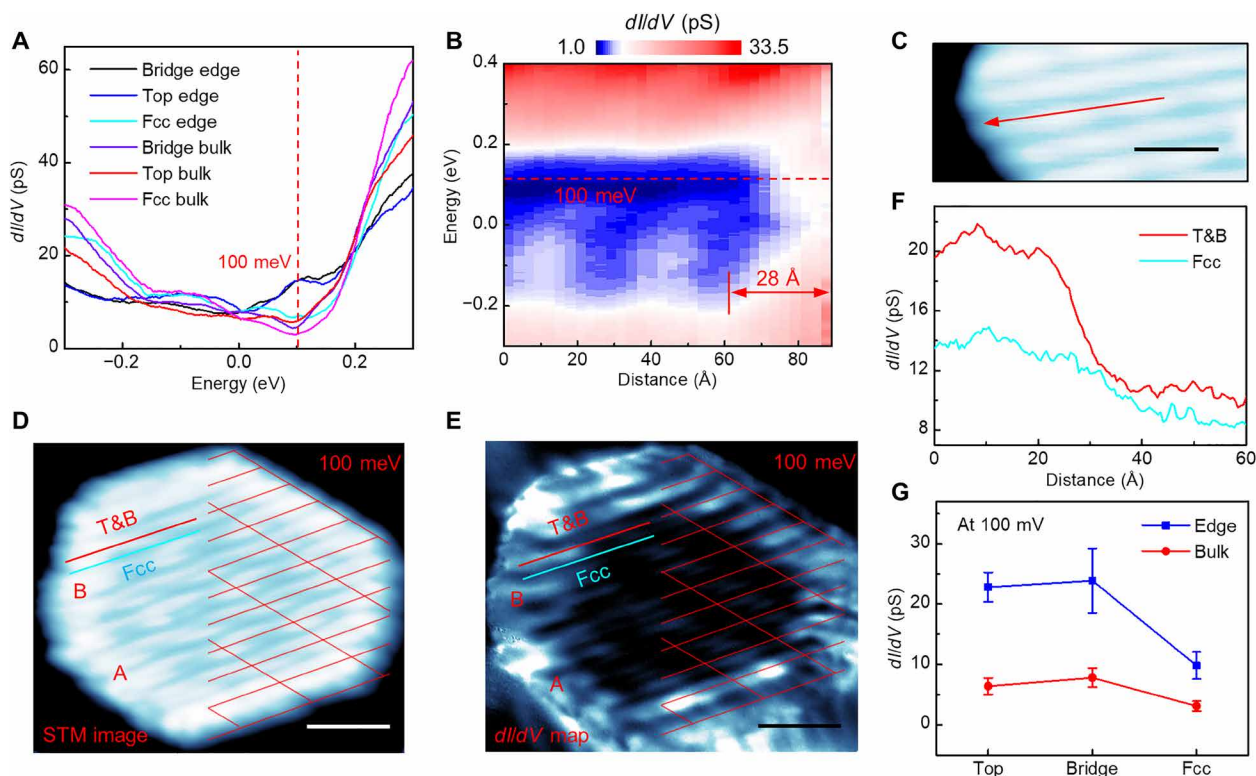 A
dI/dV (pS)
60
40
20
0
Bridge edge
Top edge
Fcc edge
Bridge bulk
Top bulk
Fcc bulk
100 meV
−0.2
0.0
0.2
Energy (eV)
B
dI/dV (pS)
1.0
33.5
Energy (eV)
0.4
0.2
0.0
−0.2
100 meV
28 Å
0
20
40
60
80
Distance (Å)
C
D
100 meV
T&B
Fcc
B
A
STM image
E
100 meV
T&B
Fcc
B
A
dI/dV map
F
dI/dV (pS)
20
16
12
8
T&B
Fcc
0
20
40
60
Distance (Å)
G
dI/dV (pS)
30
20
10
0
At 100 mV
Edge
Bulk
Top
Bridge
Fcc